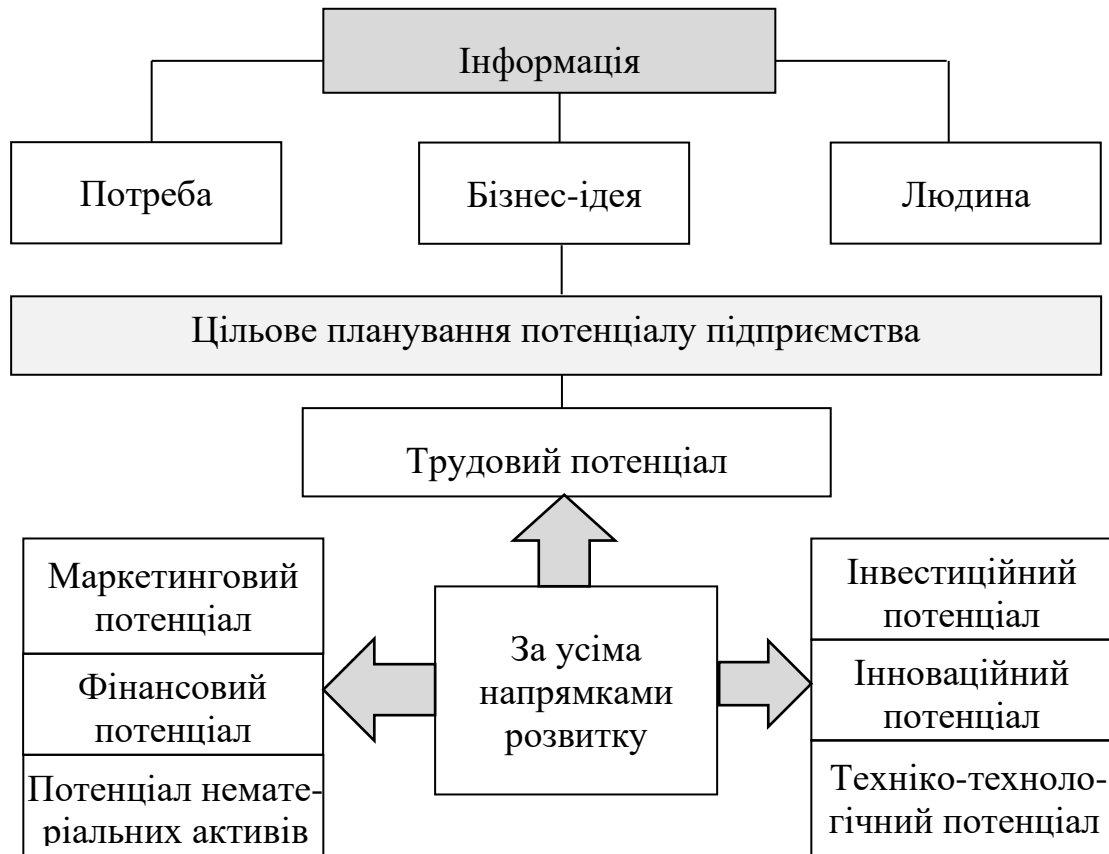 Інформація
Потреба
Бізнес-ідея
Людина
Цільове планування потенціалу підприємства
Трудовий потенціал
Маркетинговий
потенціал
Фінансовий
потенціал
Потенціал немате-
ріальних активів
За усіма
напрямками
розвитку
Інвестиційний
потенціал
Інноваційний
потенціал
Техніко-техноло-
гічний потенціал